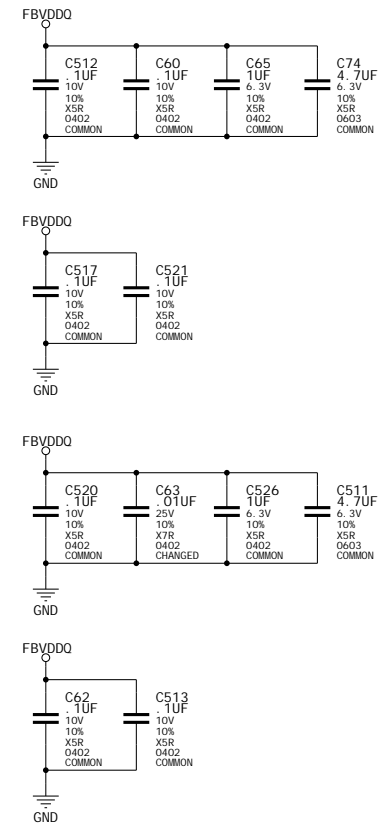 FBVDDQ
C512
.1UF
10V
10%
X5R
0402
COMMON
C60
.1UF
10V
10%
X5R
0402
COMMON
C65
1UF
6.3V
10%
X5R
0402
COMMON
C74
4.7UF
6.3V
10%
X5R
0603
COMMON
GND
FBVDDQ
C517
.1UF
10V
10%
X5R
0402
COMMON
C521
.1UF
10V
10%
X5R
0402
COMMON
GND
FBVDDQ
C520
.1UF
10V
10%
X5R
0402
COMMON
C63
.01UF
25V
10%
X7R
0402
CHANGED
C526
1UF
6.3V
10%
X5R
0402
COMMON
C511
4.7UF
6.3V
10%
X5R
0603
COMMON
GND
FBVDDQ
C62
.1UF
10V
10%
X5R
0402
COMMON
C513
.1UF
10V
10%
X5R
0402
COMMON
GND